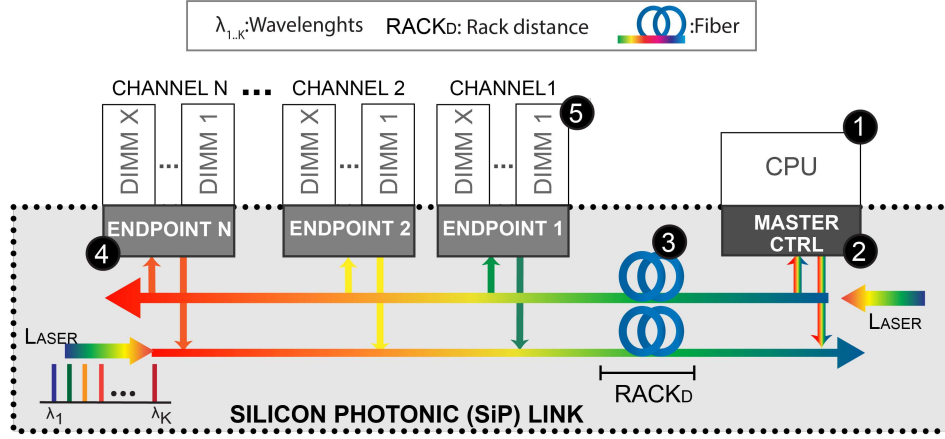 λ1..K:Wavelenghts RACKD: Rack distance :Fiber
CHANNEL N ... CHANNEL 2 CHANNEL1
DIMM X ... DIMM 1 DIMM X ... DIMM 1 DIMM X ... DIMM 1 5
1
CPU
ENDPOINT N ENDPOINT 2 ENDPOINT 1 MASTER
CTRL
4 3 2
LASER
LASER
λ1 ... λK
RACKD
SILICON PHOTONIC (SiP) LINK